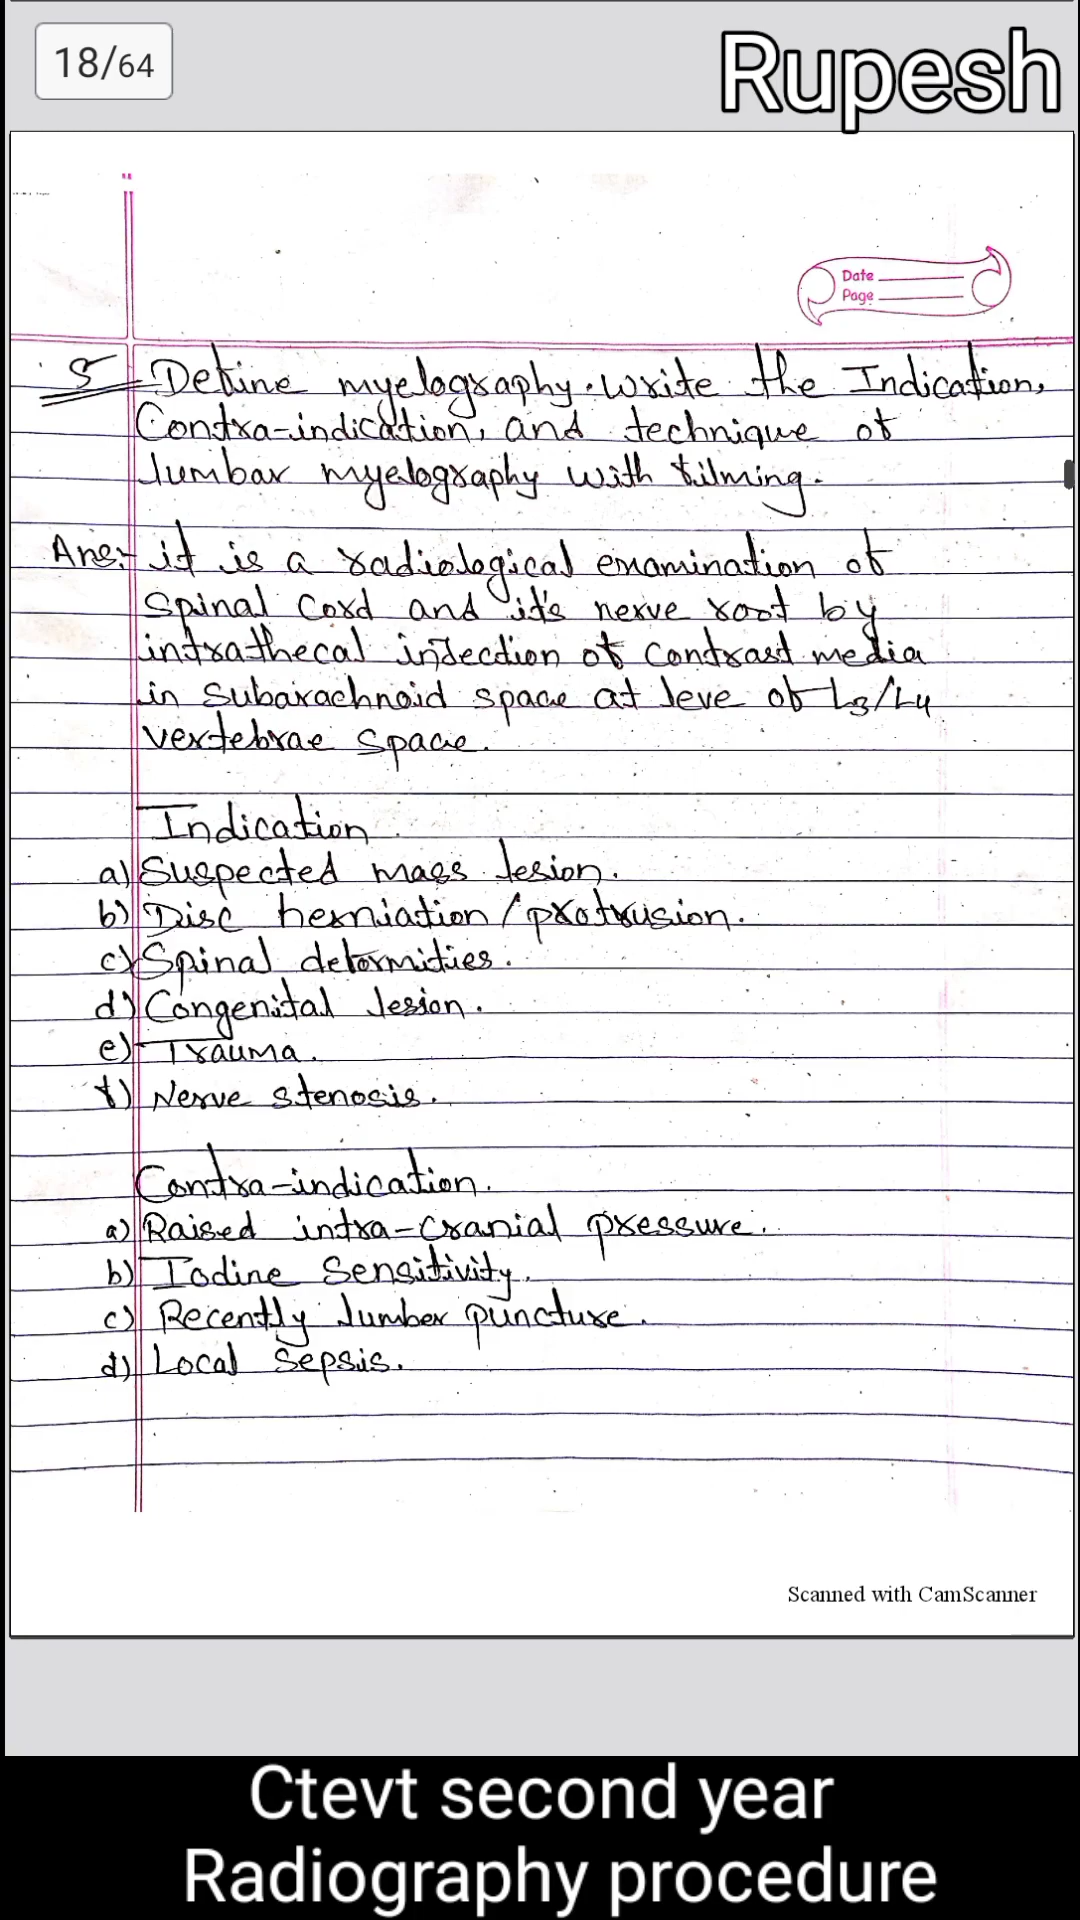 18/64
Rupesh
Date
Page
5 Define myelography. write the Indication,
Contra-indication, and technique of
lumbar myelography with filming.
Ans:- it is a radiological examination of
spinal cord and it's nerve root by
intrathecal injection of contrast media
in subarachnoid space at leve of L3/L4
vertebrae space.
Indication
a) Suspected mass lesion.
b) Disc herniation / protrusion.
c) Spinal deformities.
d) Congenital lesion.
e) Trauma.
f) Nerve stenosis.
Contra-indication.
a) Raised intra-cranial pressure.
b) Iodine sensitivity.
c) Recently lumber puncture.
d) Local sepsis.
Scanned with CamScanner
Ctevt second year
Radiography procedure